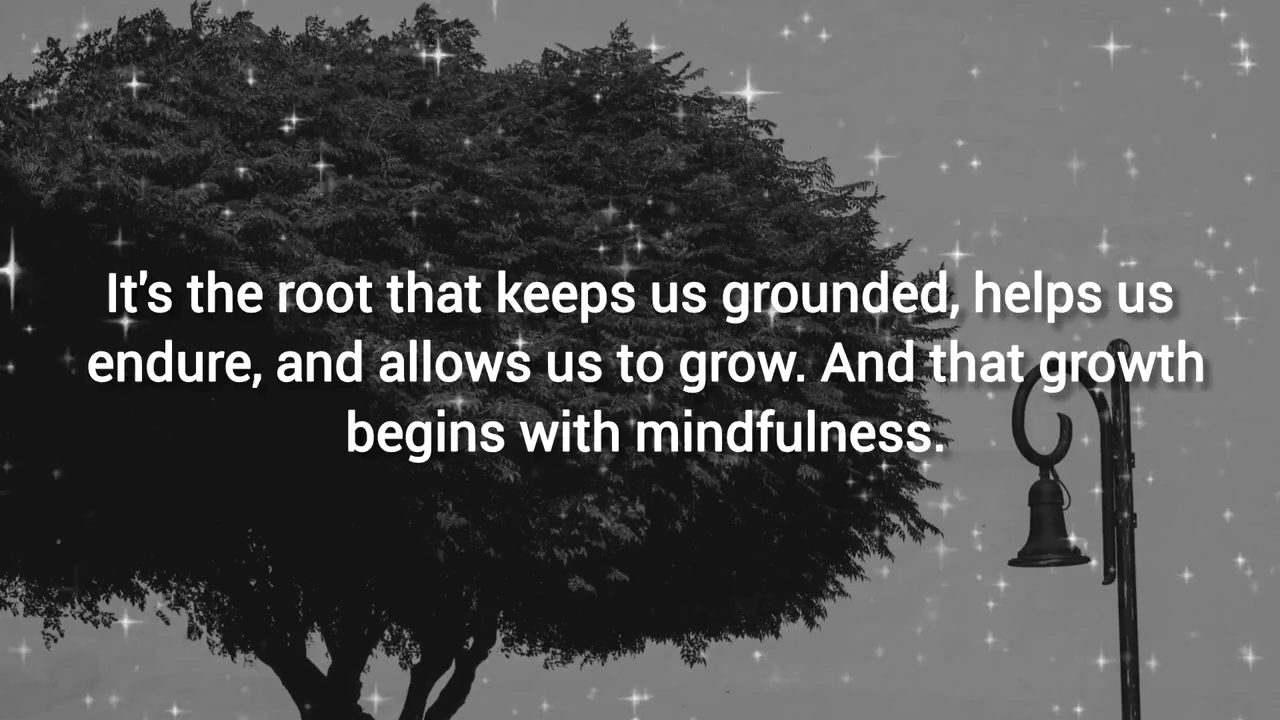 It's the root that keeps us grounded, helps us
endure, and allows us to grow. And that growth
begins with mindfulness.